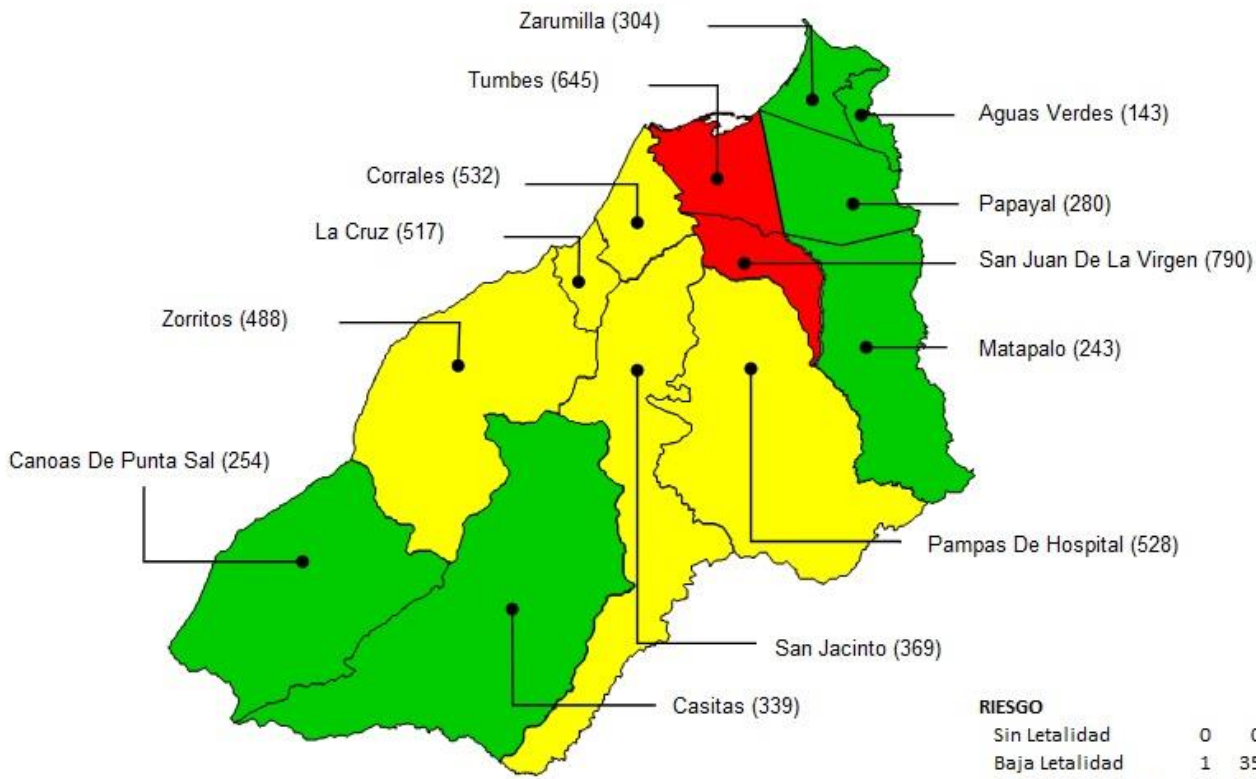 Zarumilla (304)
Tumbes (645)
Aguas Verdes (143)
Corrales (532)
Papayal (280)
La Cruz (517)
San Juan De La Virgen (790)
Zorritos (488)
Matapalo (243)
Canoas De Punta Sal (254)
Pampas De Hospital (528)
San Jacinto (369)
Casitas (339)
RIESGO
Sin Letalidad 0 0
Baja Letalidad 1 35